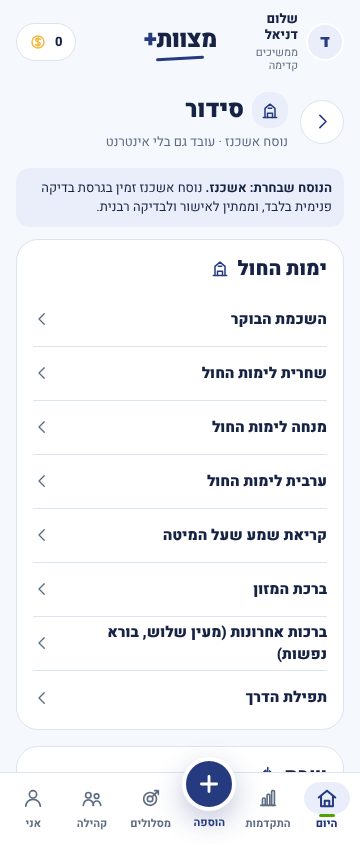 ד
שלום
דניאל
ממשיכים
קדימה
מצוות+
0
סידור
נוסח אשכנז · עובד גם בלי אינטרנט
הנוסח שבחרת: אשכנז. נוסח אשכנז זמין בגרסת בדיקה
פנימית בלבד, וממתין לאישור ולבדיקה רבנית.
ימות החול
השכמת הבוקר
שחרית לימות החול
מנחה לימות החול
ערבית לימות החול
קריאת שמע שעל המיטה
ברכת המזון
ברכות אחרונות (מעין שלוש, בורא
נפשות)
תפילת הדרך
היום
התקדמות
הוספה
מסלולים
קהילה
אני